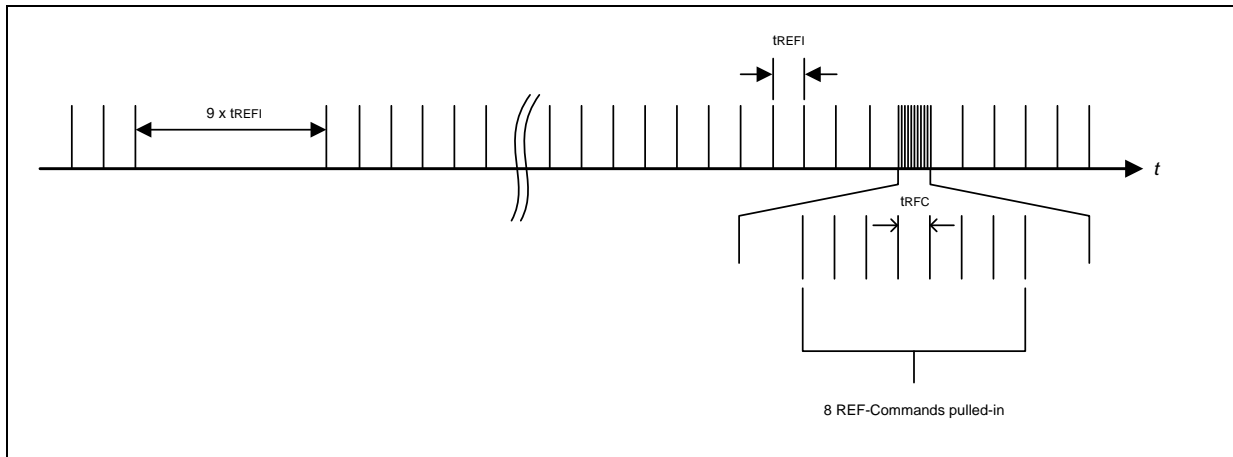 tREFI
9 x tREFI
t
tRFC
8 REF-Commands pulled-in